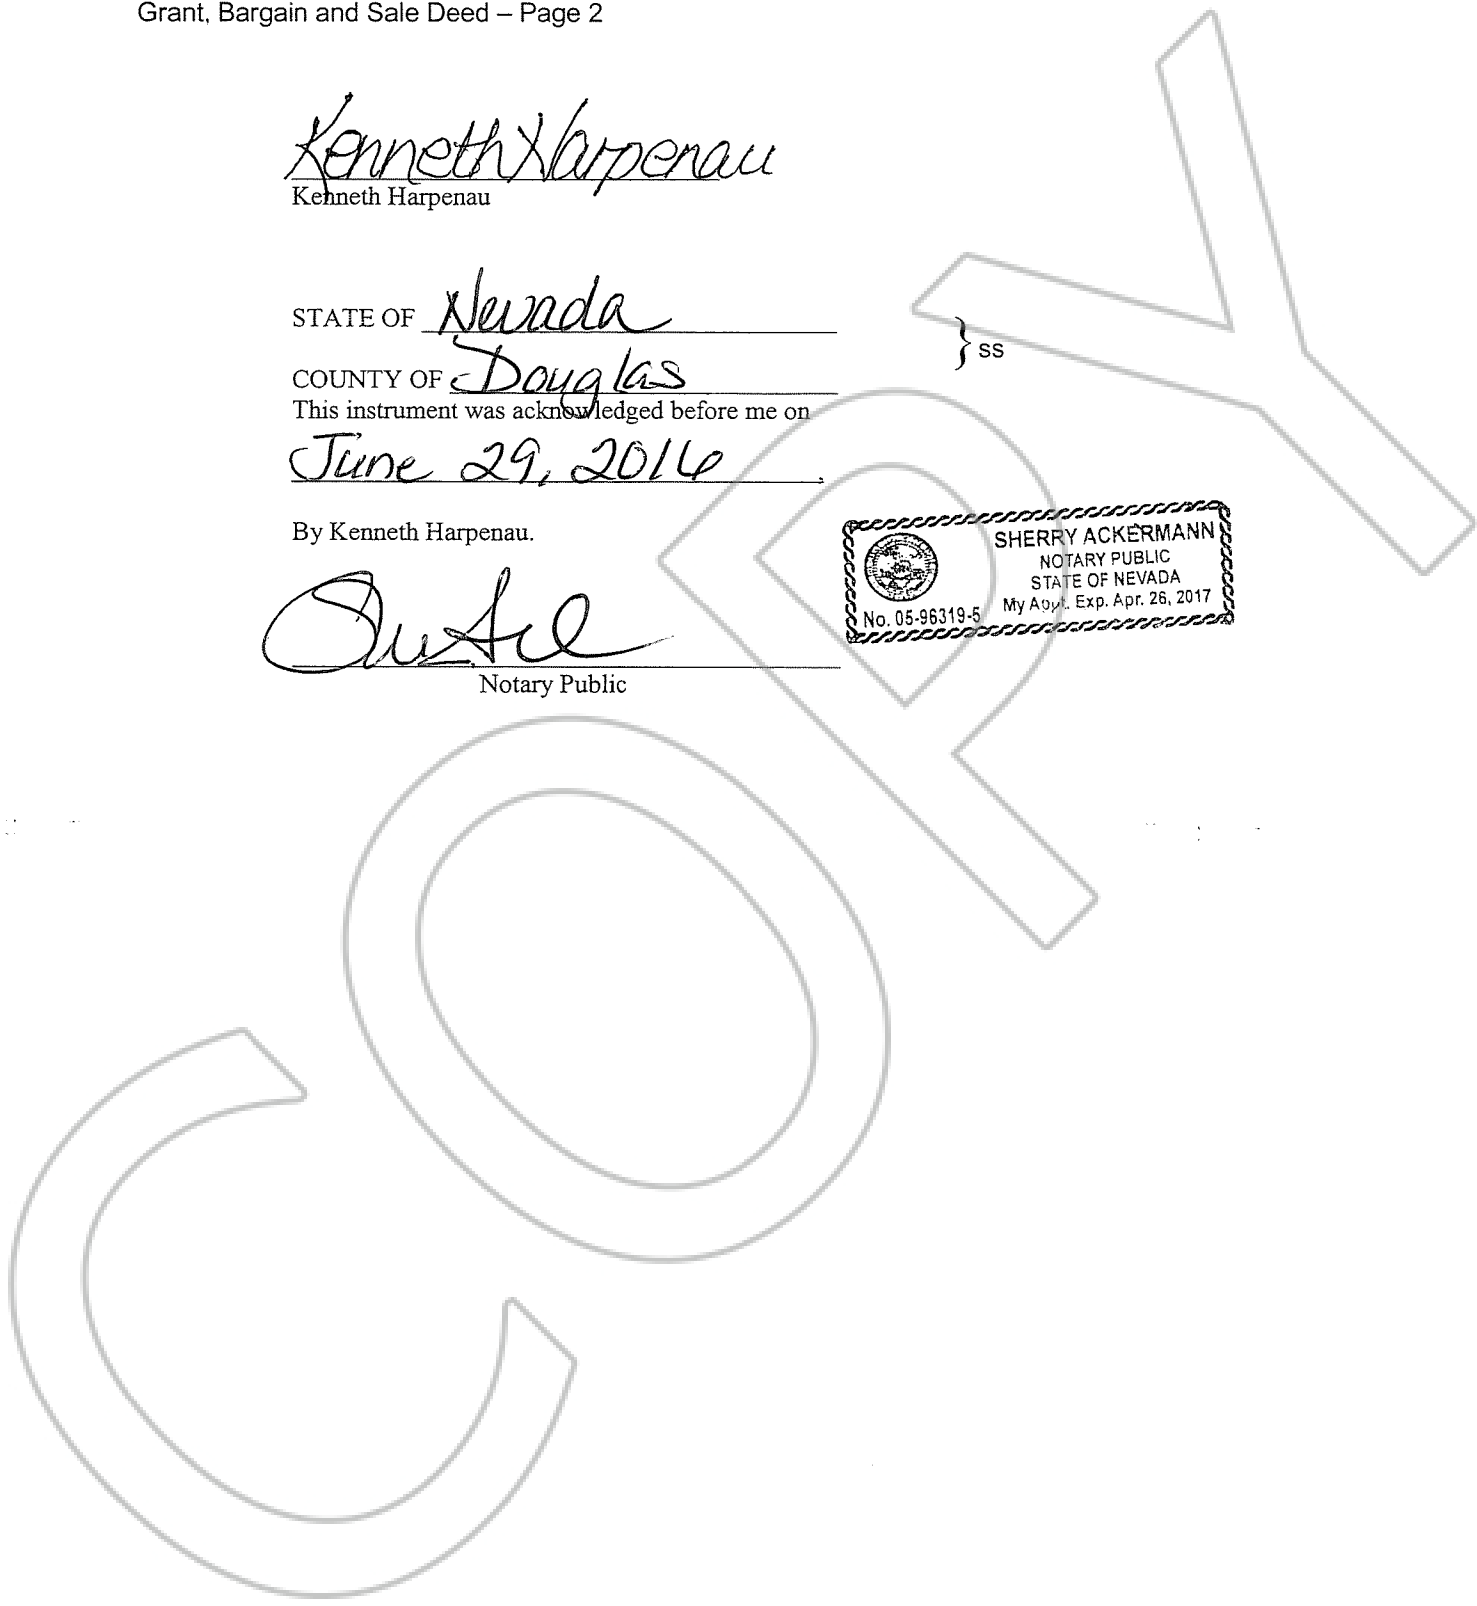 Grant, Bargain and Sale Deed – Page 2
Kenneth Harpenau
Kenneth Harpenau
STATE OF Nevada
COUNTY OF Douglas
} ss
This instrument was acknowledged before me on
June 29, 2016.
By Kenneth Harpenau.
SHERRY ACKERMANN
NOTARY PUBLIC
STATE OF NEVADA
My Appt. Exp. Apr. 26, 2017
No. 05-96319-5
Notary Public
COPY